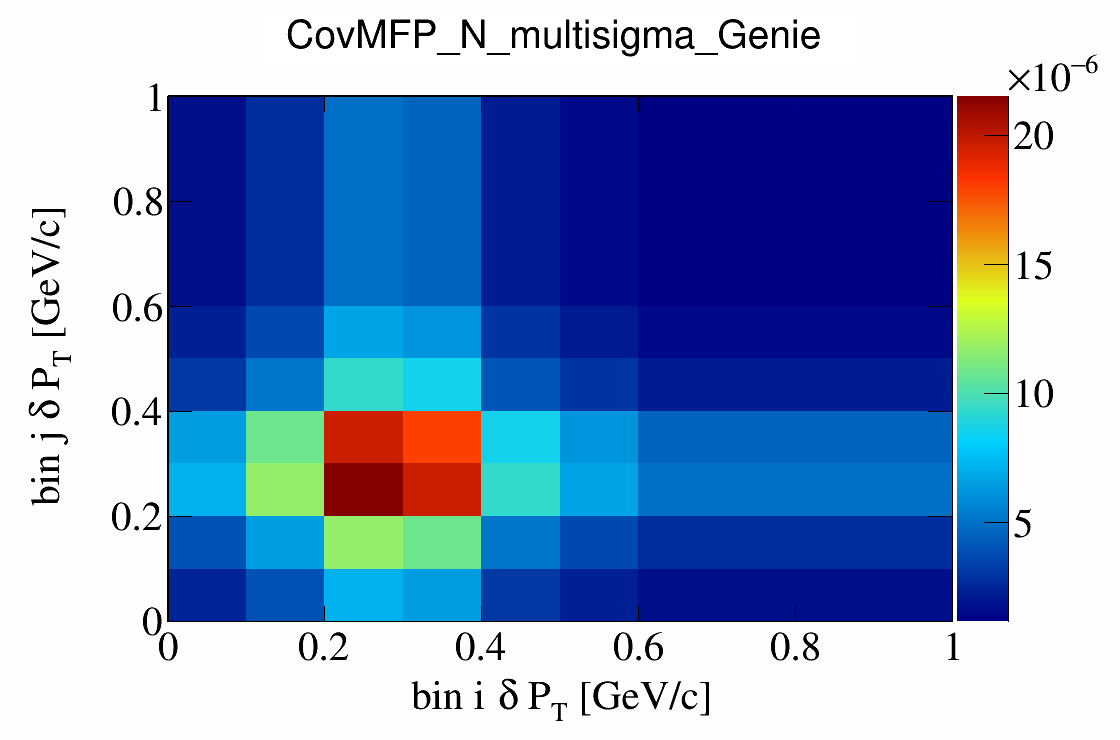 CovMFP_N_multisigma_Genie
×10⁻⁶
1
0.8
0.6
0.4
0.2
0
20
15
10
5
0 0.2 0.4 0.6 0.8 1
bin j δ P_T [GeV/c]
bin i δ P_T [GeV/c]